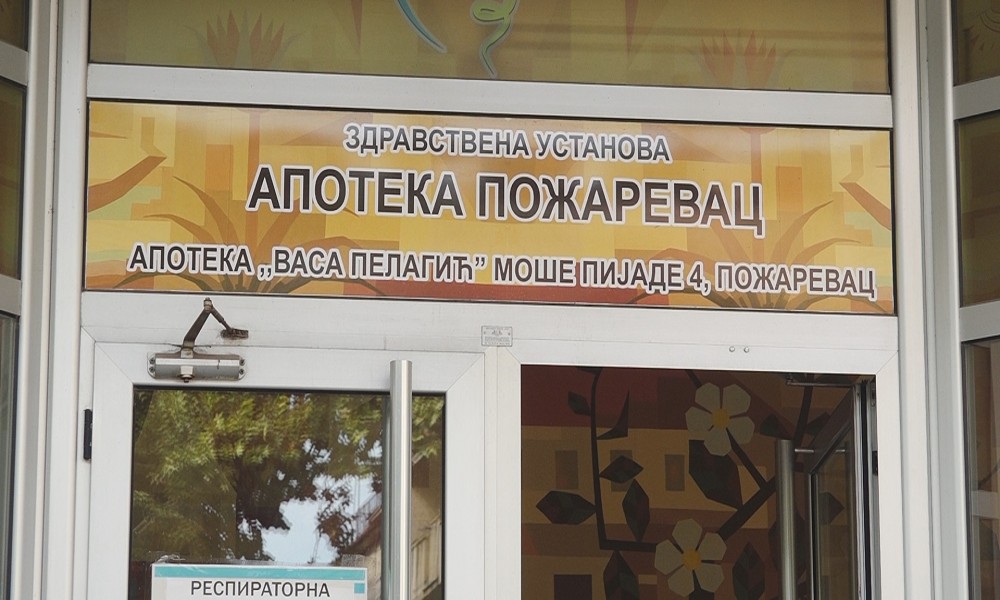 ЗДРАВСТВЕНА УСТАНОВА
АПОТЕКА ПОЖАРЕВАЦ
АПОТЕКА „ВАСА ПЕЛАГИЋ” МОШЕ ПИЈАДЕ 4, ПОЖАРЕВАЦ
РЕСПИРАТОРНА